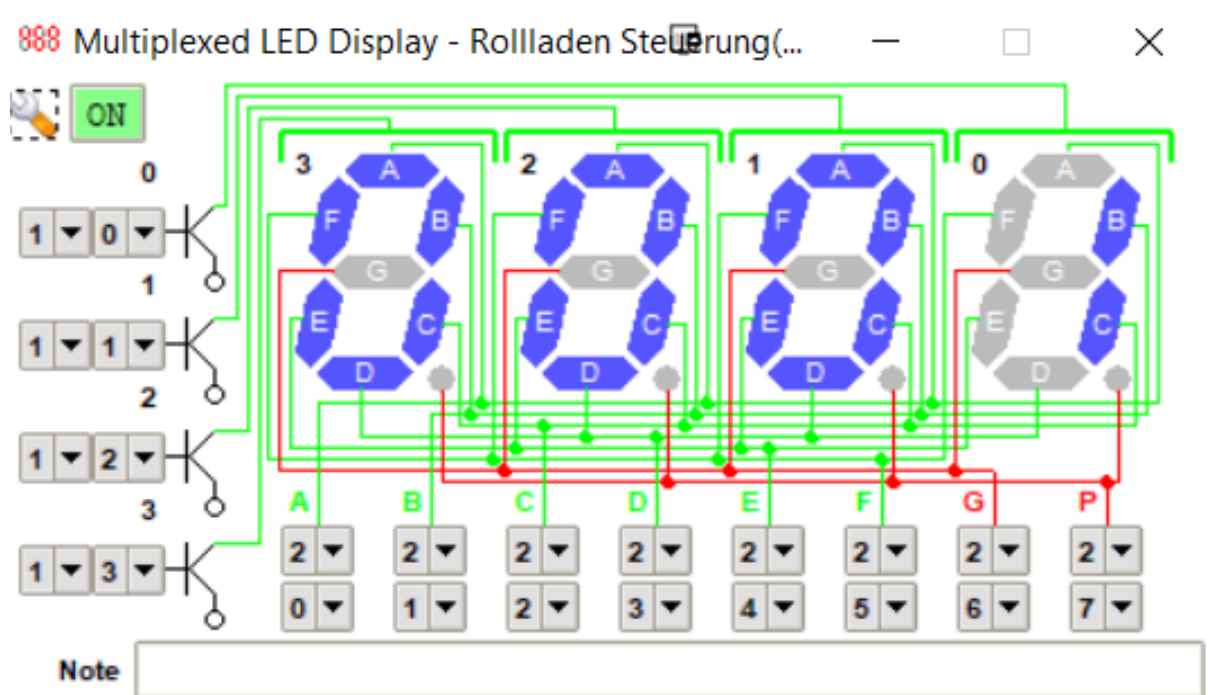 888 Multiplexed LED Display - Rollladen Steuerung(...
ON
0
3 A B C D E F G
2 A B C D E F G
1 A B C D E F G
0 A B C D E F G
1 0
1
1 1
2
1 2
3
1 3
A B C D E F G P
2 2 2 2 2 2 2 2
0 1 2 3 4 5 6 7
Note